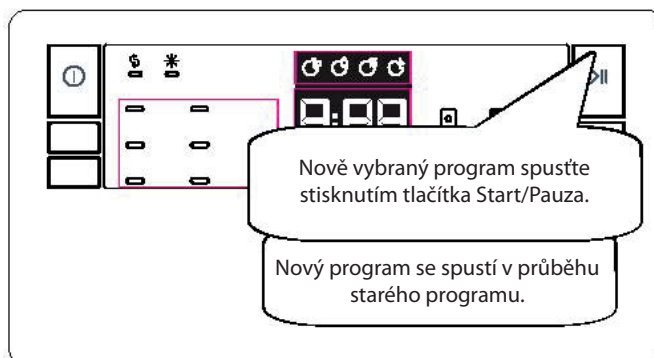 Nově vybraný program spusťte
stisknutím tlačítka Start/Pauza.
Nový program se spustí v průběhu
starého programu.